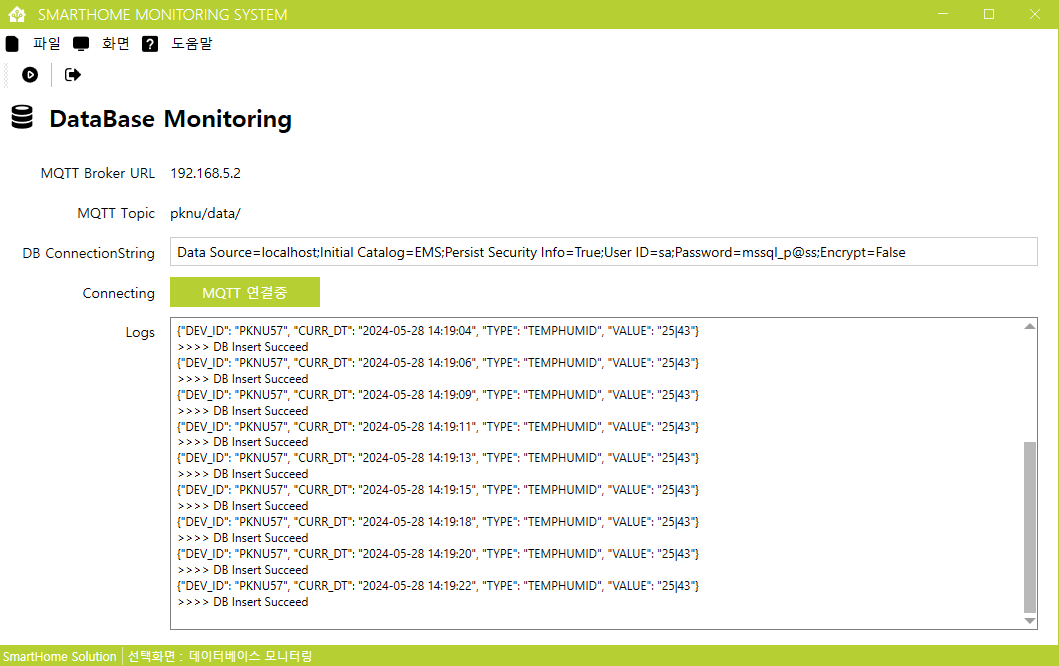 SMARTHOME MONITORING SYSTEM
파일 화면 ? 도움말
DataBase Monitoring
MQTT Broker URL 192.168.5.2
MQTT Topic pknu/data/
DB ConnectionString Data Source=localhost;Initial Catalog=EMS;Persist Security Info=True;User ID=sa;Password=mssql_p@ss;Encrypt=False
Connecting MQTT 연결중
Logs
{"DEV_ID": "PKNU57", "CURR_DT": "2024-05-28 14:19:04", "TYPE": "TEMPHUMID", "VALUE": "25|43"}
>>>> DB Insert Succeed
{"DEV_ID": "PKNU57", "CURR_DT": "2024-05-28 14:19:06", "TYPE": "TEMPHUMID", "VALUE": "25|43"}
>>>> DB Insert Succeed
{"DEV_ID": "PKNU57", "CURR_DT": "2024-05-28 14:19:09", "TYPE": "TEMPHUMID", "VALUE": "25|43"}
>>>> DB Insert Succeed
{"DEV_ID": "PKNU57", "CURR_DT": "2024-05-28 14:19:11", "TYPE": "TEMPHUMID", "VALUE": "25|43"}
>>>> DB Insert Succeed
{"DEV_ID": "PKNU57", "CURR_DT": "2024-05-28 14:19:13", "TYPE": "TEMPHUMID", "VALUE": "25|43"}
>>>> DB Insert Succeed
{"DEV_ID": "PKNU57", "CURR_DT": "2024-05-28 14:19:15", "TYPE": "TEMPHUMID", "VALUE": "25|43"}
>>>> DB Insert Succeed
{"DEV_ID": "PKNU57", "CURR_DT": "2024-05-28 14:19:18", "TYPE": "TEMPHUMID", "VALUE": "25|43"}
>>>> DB Insert Succeed
{"DEV_ID": "PKNU57", "CURR_DT": "2024-05-28 14:19:20", "TYPE": "TEMPHUMID", "VALUE": "25|43"}
>>>> DB Insert Succeed
{"DEV_ID": "PKNU57", "CURR_DT": "2024-05-28 14:19:22", "TYPE": "TEMPHUMID", "VALUE": "25|43"}
>>>> DB Insert Succeed
SmartHome Solution 선택화면 : 데이터베이스 모니터링